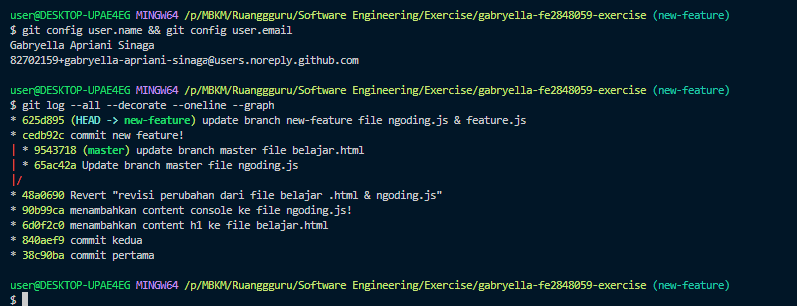 user@DESKTOP-UPAE4EG MINGW64 /p/MBKM/Ruanggguru/Software Engineering/Exercise/gabryella-fe2848059-exercise (new-feature)
$ git config user.name && git config user.email
Gabryella Apriani Sinaga
82702159+gabryella-apriani-sinaga@users.noreply.github.com
user@DESKTOP-UPAE4EG MINGW64 /p/MBKM/Ruanggguru/Software Engineering/Exercise/gabryella-fe2848059-exercise (new-feature)
$ git log --all --decorate --oneline --graph
* 625d895 (HEAD -> new-feature) update branch new-feature file ngoding.js & feature.js
* cedb92c commit new feature!
| * 9543718 (master) update branch master file belajar.html
| * 65ac42a Update branch master file ngoding.js
|/
* 48a0690 Revert "revisi perubahan dari file belajar .html & ngoding.js"
* 90b99ca menambahkan content console ke file ngoding.js!
* 6d0f2c0 menambahkan content h1 ke file belajar.html
* 840aef9 commit kedua
* 38c90ba commit pertama
user@DESKTOP-UPAE4EG MINGW64 /p/MBKM/Ruanggguru/Software Engineering/Exercise/gabryella-fe2848059-exercise (new-feature)
$